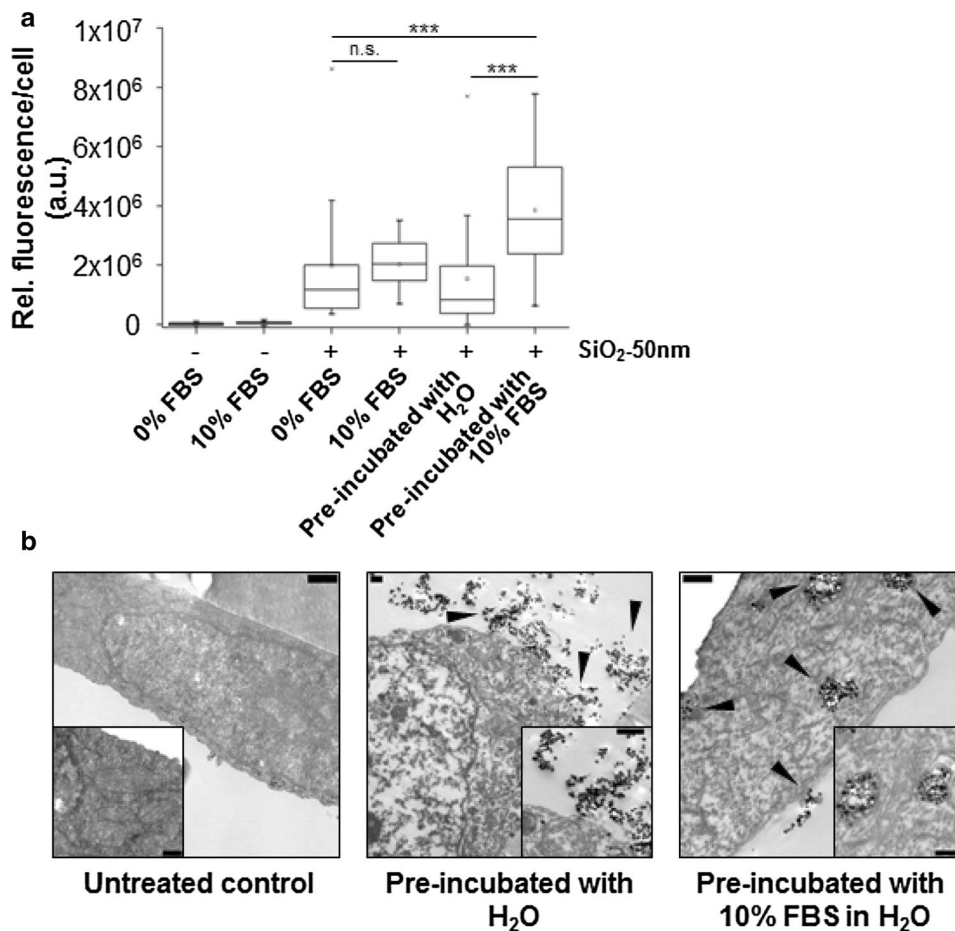 a
Rel. fluorescence/cell
(a.u.)
1x10⁷
8x10⁶
6x10⁶
4x10⁶
2x10⁶
0
***
n.s.
***
- - + + + + SiO₂-50nm
0% FBS
10% FBS
0% FBS
10% FBS
Pre-incubated with
H₂O
Pre-incubated with
10% FBS
b
Untreated control
Pre-incubated with
H₂O
Pre-incubated with
10% FBS in H₂O